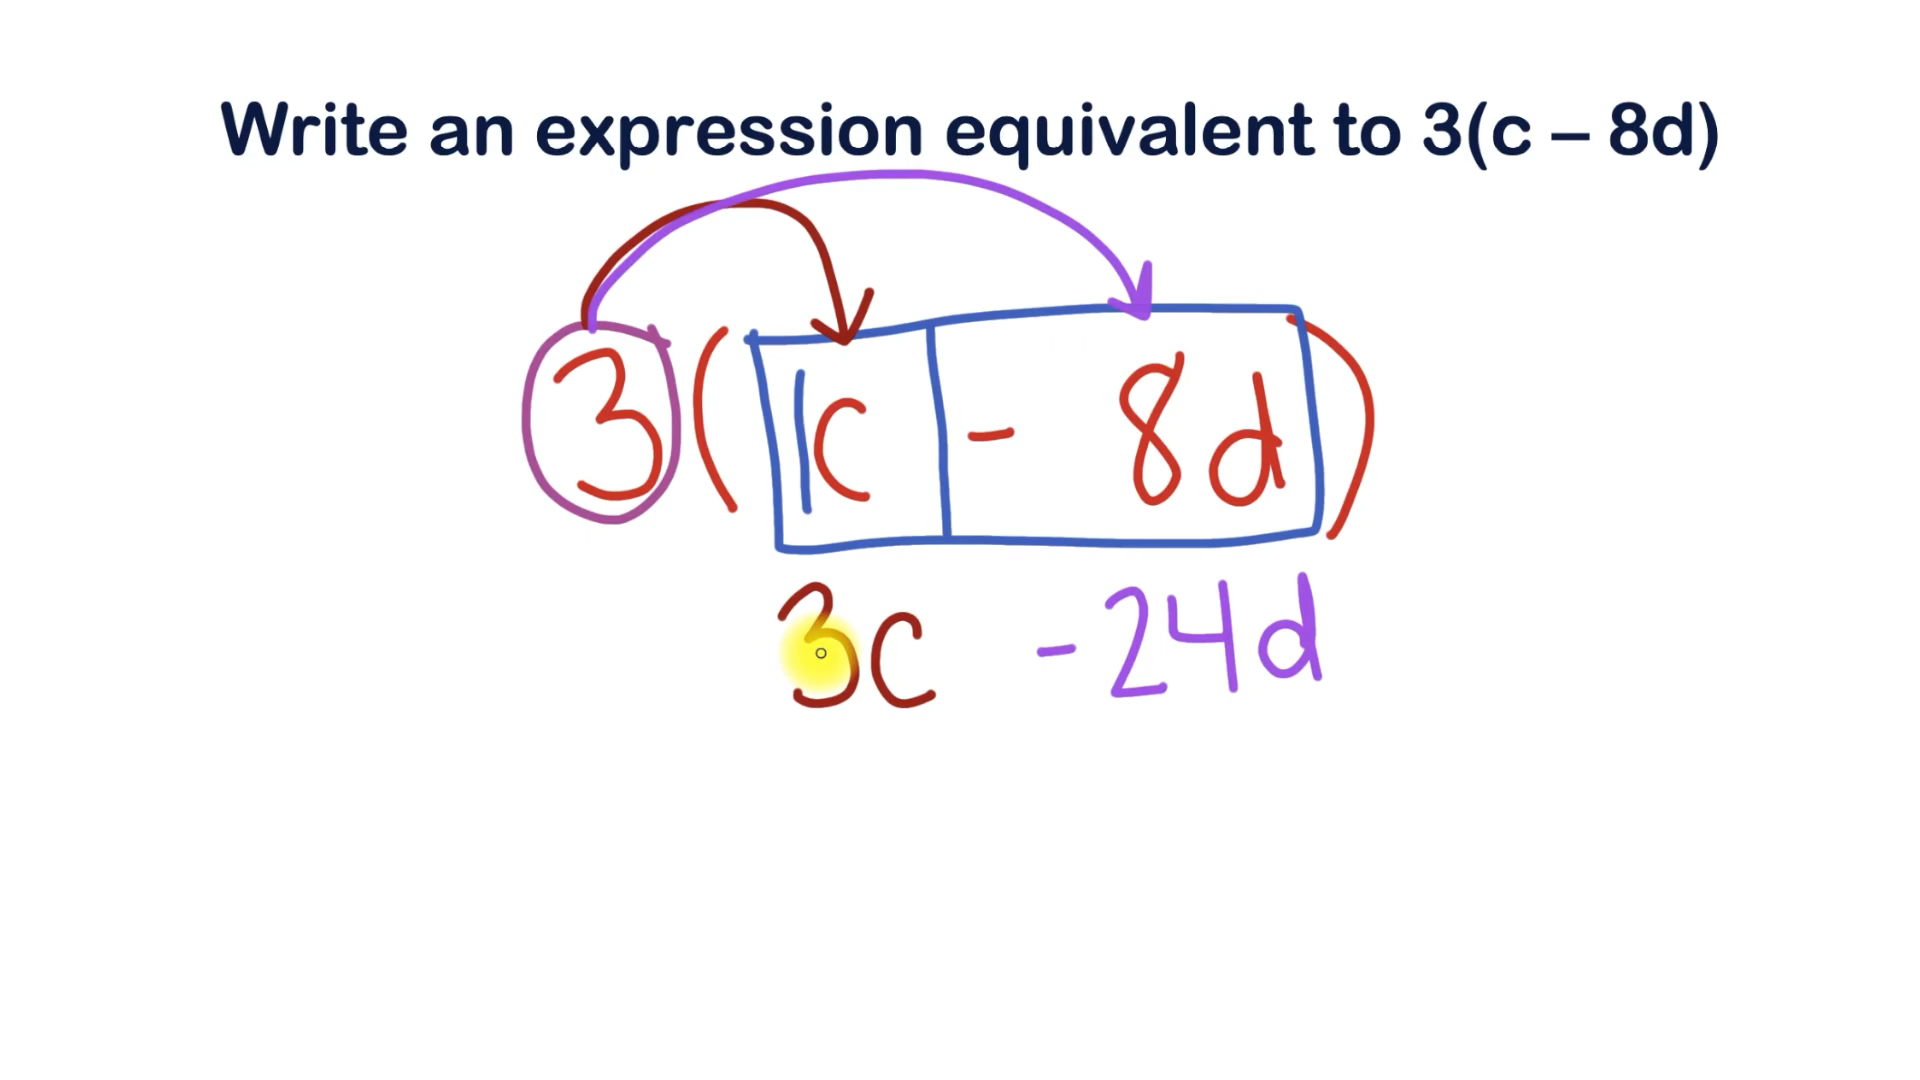 Write an expression equivalent to 3(c – 8d)
3(1c - 8d)
3c - 24d